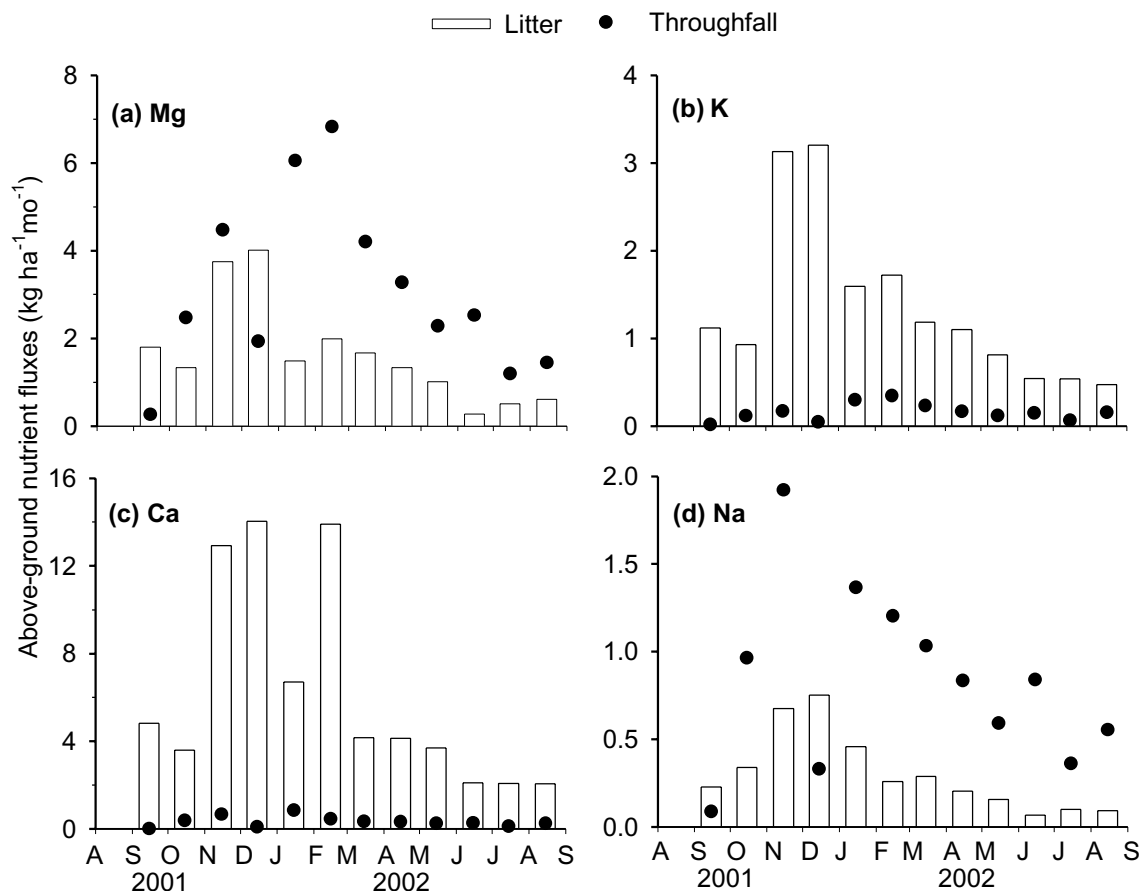 Litter Throughfall
Above-ground nutrient fluxes (kg ha⁻¹mo⁻¹)
(a) Mg
8
6
4
2
0
(b) K
4
3
2
1
0
(c) Ca
16
14
8
4
0
A S O N D J F M A M J J S
2001 2002
(d) Na
2.0
1.5
1.0
0.5
0.0
A S O N D J F M A M J J S
2001 2002